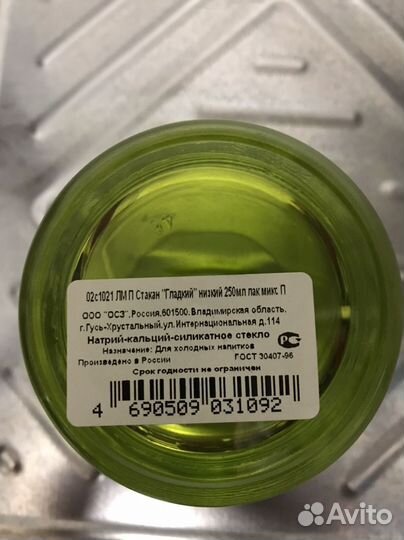 02с1021 ЛМ П Стакан "Гладкий" низкий 250мл лак микс П
ООО "ОСЗ",Россия,601500,Владимирская область,
г.Гусь-Хрустальный,ул.Интернациональная д.114
Натрий-кальций-силикатное стекло
Назначение: Для холодных напитков
Произведено в России ГОСТ 30407-96
Срок годности не ограничен
4 690509 031092
Avito